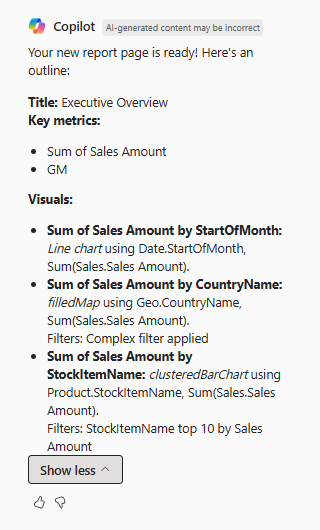 Copilot AI-generated content may be incorrect
Your new report page is ready! Here's an
outline:
Title: Executive Overview
Key metrics:
• Sum of Sales Amount
• GM
Visuals:
• Sum of Sales Amount by StartOfMonth:
Line chart using Date.StartOfMonth,
Sum(Sales.Sales Amount).
• Sum of Sales Amount by CountryName:
filledMap using Geo.CountryName,
Sum(Sales.Sales Amount).
Filters: Complex filter applied
• Sum of Sales Amount by
StockItemName: clusteredBarChart using
Product.StockItemName, Sum(Sales.Sales
Amount).
Filters: StockItemName top 10 by Sales
Amount
Show less